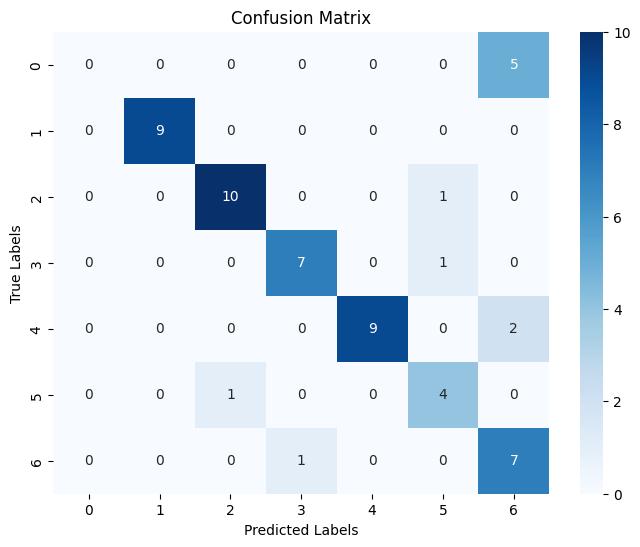 Confusion Matrix
0 0 0 0 0 0 0 5
1 0 9 0 0 0 0 0
2 0 0 10 0 0 1 0
3 0 0 0 7 0 1 0
4 0 0 0 0 9 0 2
5 0 0 1 0 0 4 0
6 0 0 0 1 0 0 7
0 1 2 3 4 5 6
Predicted Labels
True Labels
10
8
6
4
2
0